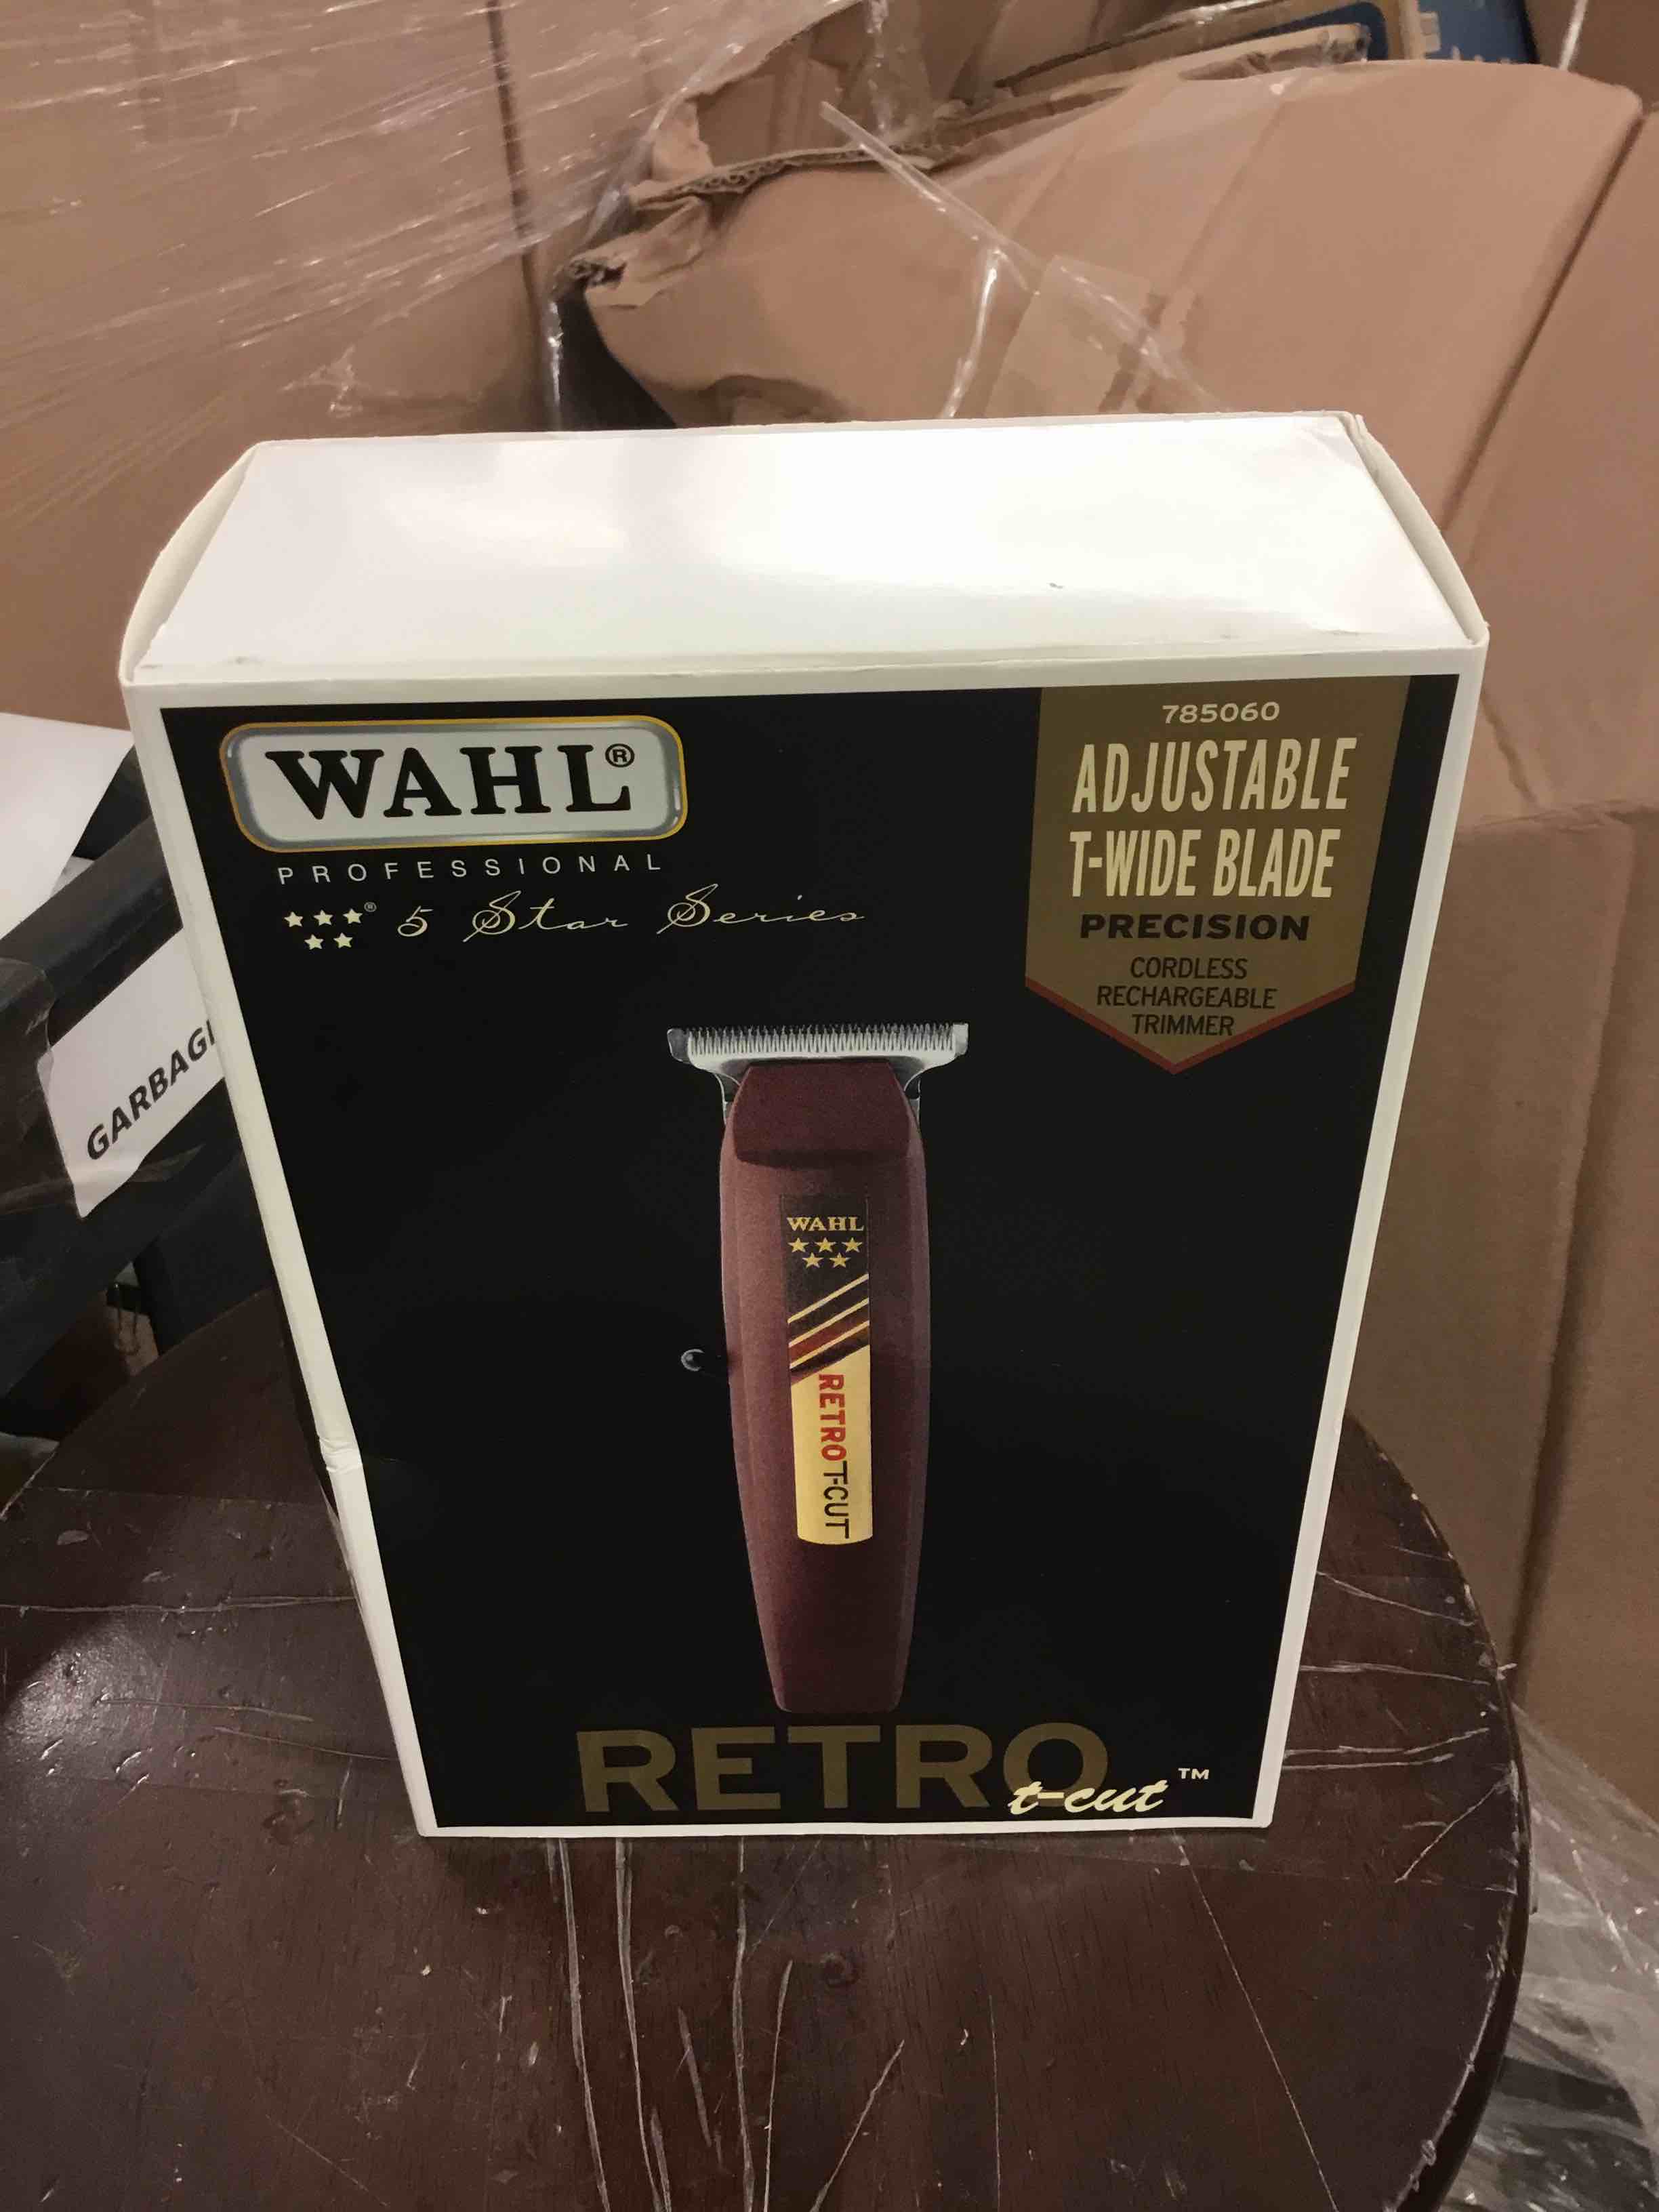 WAHL®
PROFESSIONAL
® 5 Star Series
785060
ADJUSTABLE
T-WIDE BLADE
PRECISION
CORDLESS
RECHARGEABLE
TRIMMER
WAHL
RETRO T-CUT
RETRO
t-cut™
GARBAG